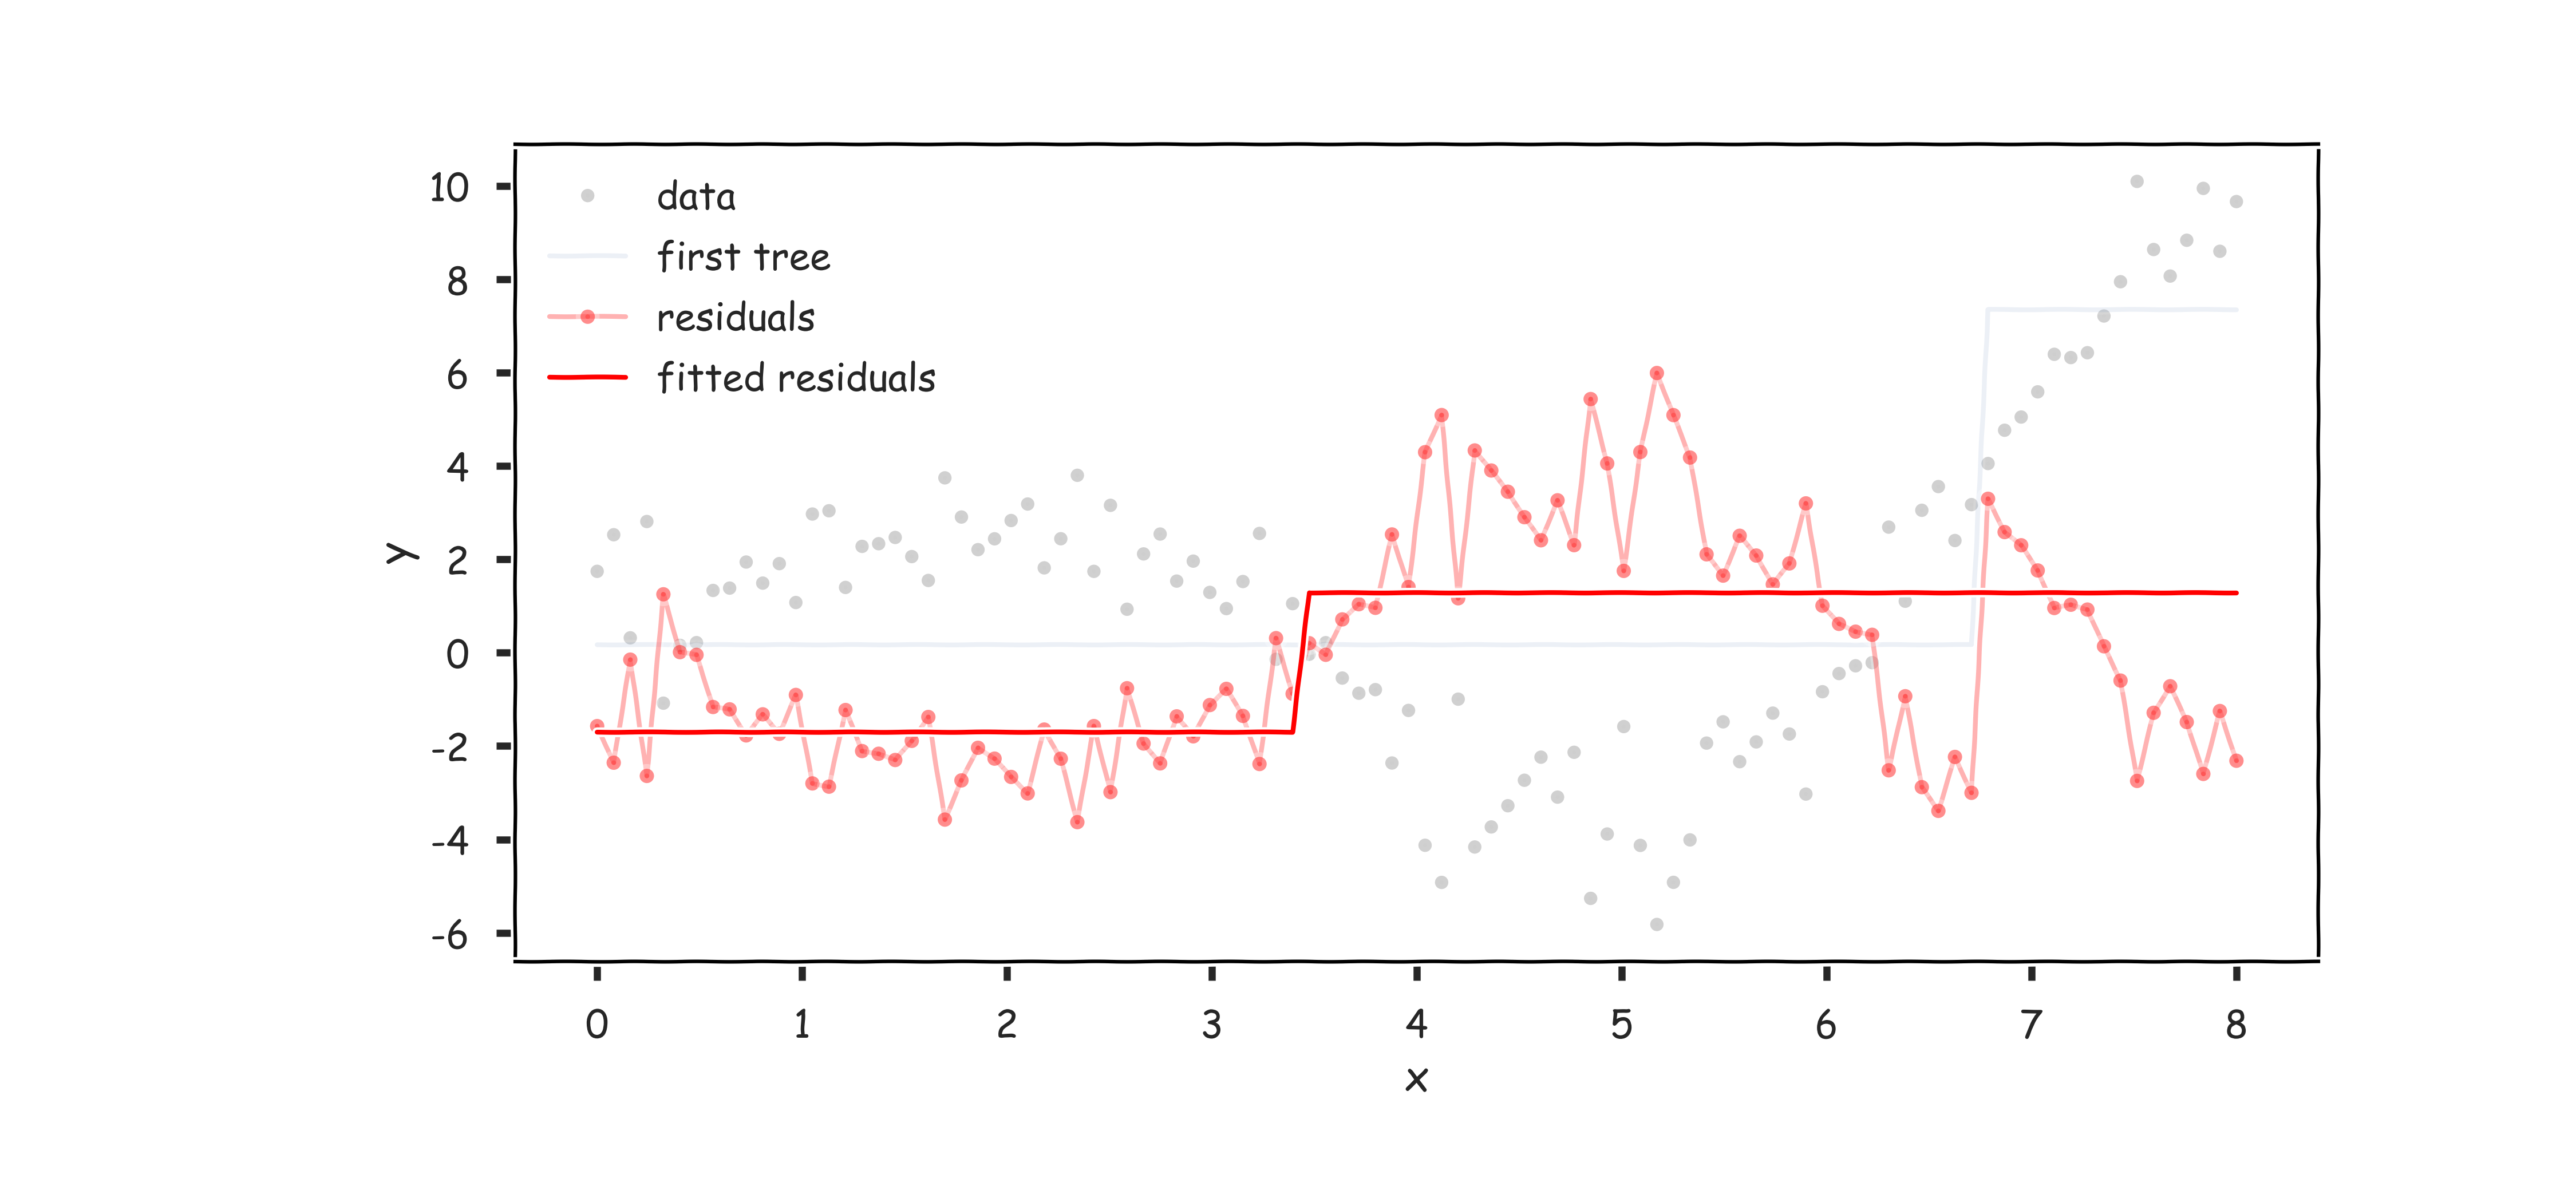 data
first tree
residuals
fitted residuals
10
8
6
4
2
0
-2
-4
-6
y
0 1 2 3 4 5 6 7 8
x